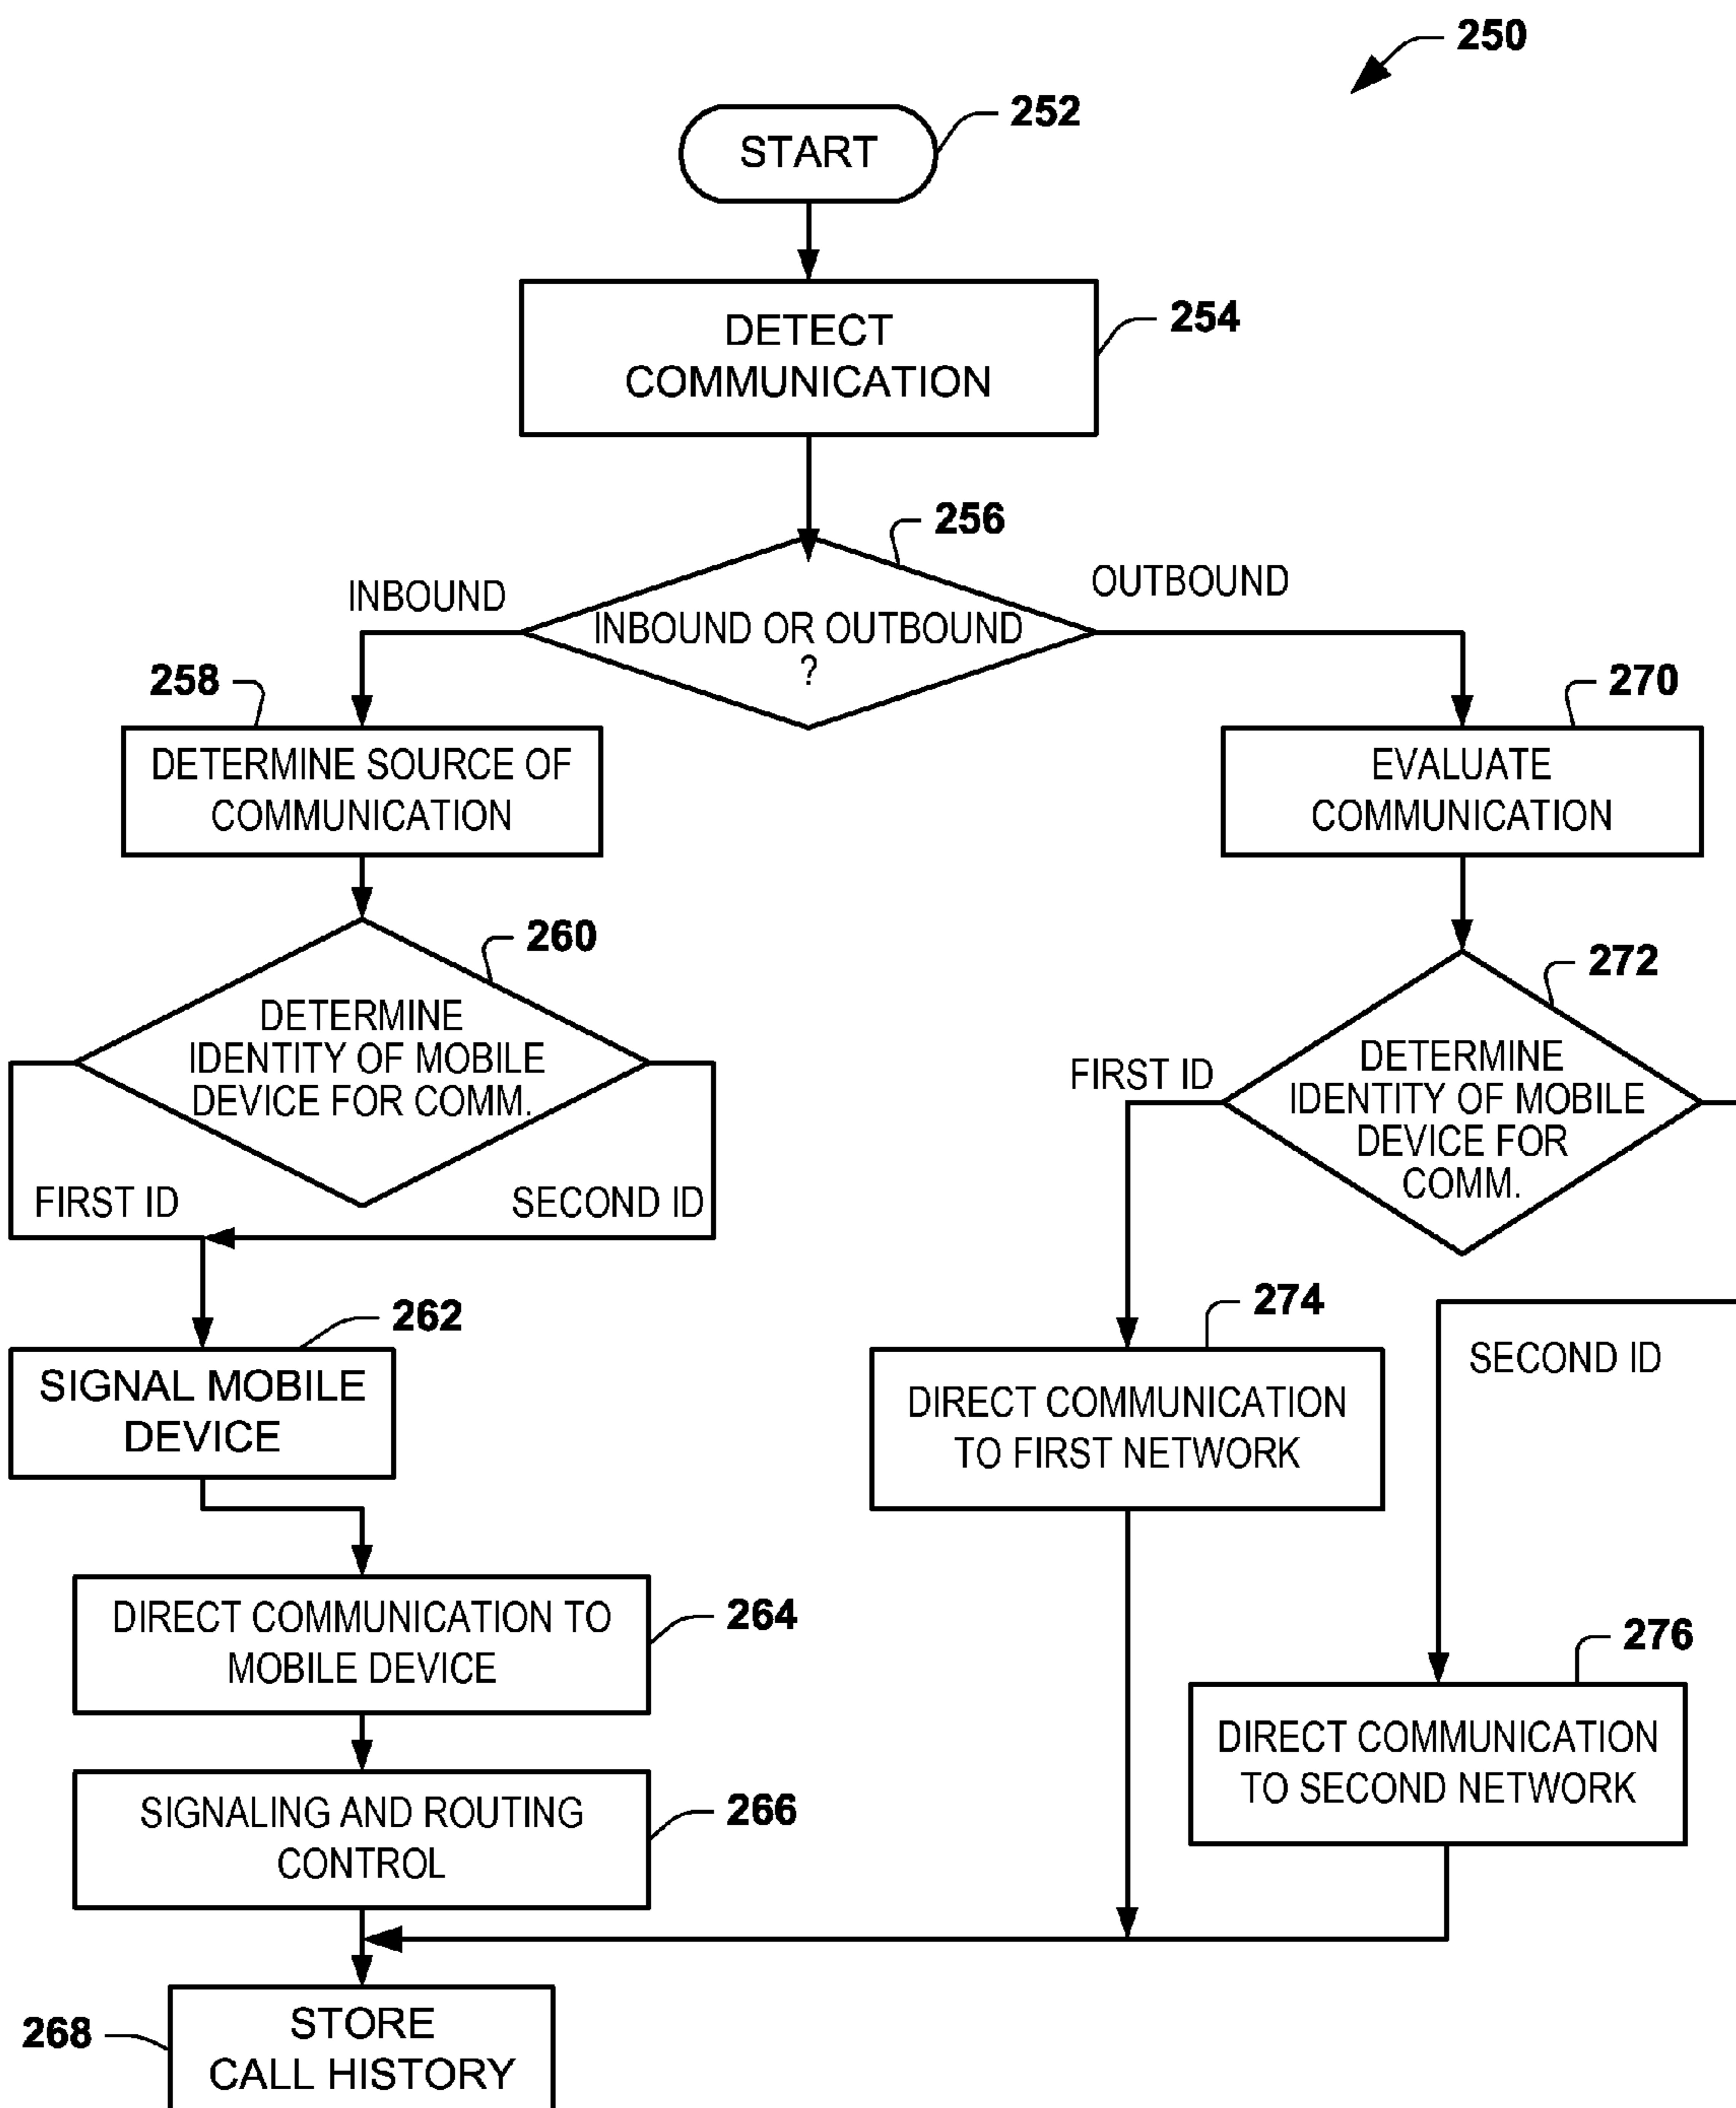 250
252
START
254
DETECT
COMMUNICATION
256
INBOUND
OUTBOUND
INBOUND OR OUTBOUND
?
258
DETERMINE SOURCE OF
COMMUNICATION
270
EVALUATE
COMMUNICATION
260
DETERMINE
IDENTITY OF MOBILE
DEVICE FOR COMM.
FIRST ID
SECOND ID
272
DETERMINE
IDENTITY OF MOBILE
DEVICE FOR
COMM.
FIRST ID
SECOND ID
262
SIGNAL MOBILE
DEVICE
274
DIRECT COMMUNICATION
TO FIRST NETWORK
264
DIRECT COMMUNICATION TO
MOBILE DEVICE
276
DIRECT COMMUNICATION
TO SECOND NETWORK
266
SIGNALING AND ROUTING
CONTROL
268
STORE
CALL HISTORY